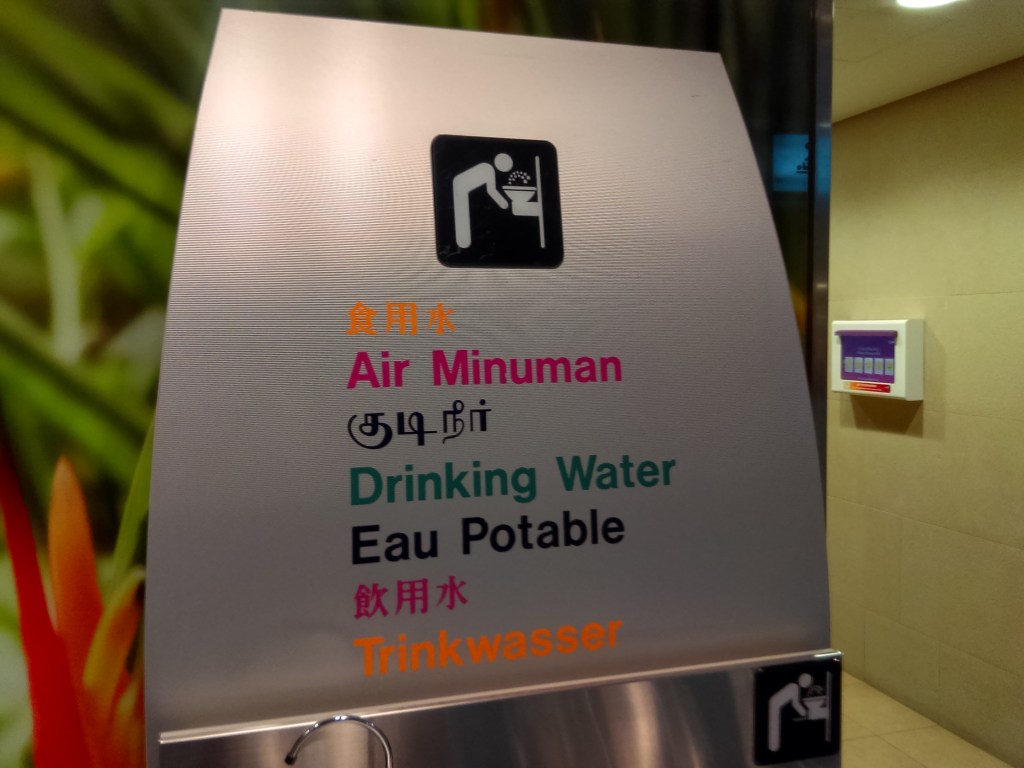 食用水
Air Minuman
குடிநீர்
Drinking Water
Eau Potable
飲用水
Trinkwasser